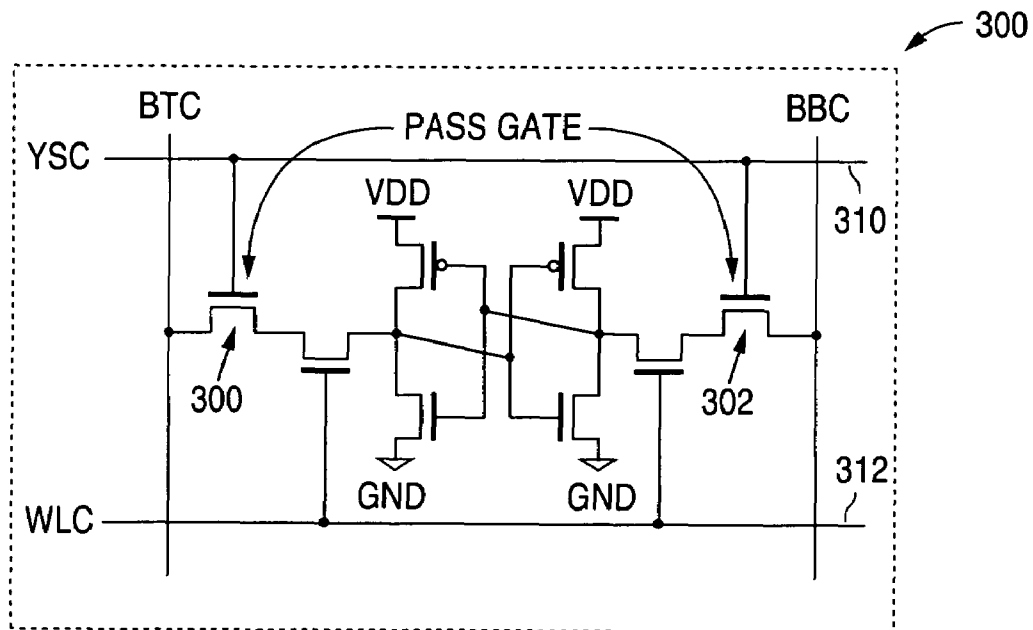 300
BTC
PASS GATE
BBC
YSC
310
VDD
VDD
300
302
GND
GND
312
WLC